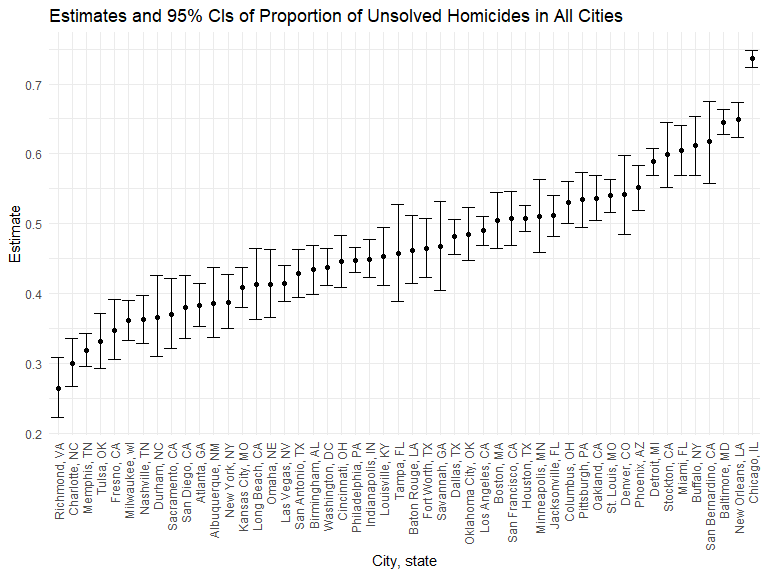 Estimates and 95% CIs of Proportion of Unsolved Homicides in All Cities
Estimate
0.7
0.6
0.5
0.4
0.3
0.2
Richmond, VA
Charlotte, NC
Memphis, TN
Tulsa, OK
Fresno, CA
Milwaukee, wI
Nashville, TN
Durham, NC
Sacramento, CA
San Diego, CA
Atlanta, GA
Albuquerque, NM
New York, NY
Kansas City, MO
Long Beach, CA
Omaha, NE
Las Vegas, NV
San Antonio, TX
Birmingham, AL
Washington, DC
Cincinnati, OH
Philadelphia, PA
Indianapolis, IN
Louisville, KY
Tampa, FL
Baton Rouge, LA
Fort Worth, TX
Savannah, GA
Dallas, TX
Oklahoma City, OK
Los Angeles, CA
Boston, MA
San Francisco, CA
Houston, TX
Minneapolis, MN
Jacksonville, FL
Columbus, OH
Pittsburgh, PA
Oakland, CA
St. Louis, MO
Denver, CO
Phoenix, AZ
Detroit, MI
Stockton, CA
Miami, FL
Buffalo, NY
San Bernardino, CA
Baltimore, MD
New Orleans, LA
Chicago, IL
City, state